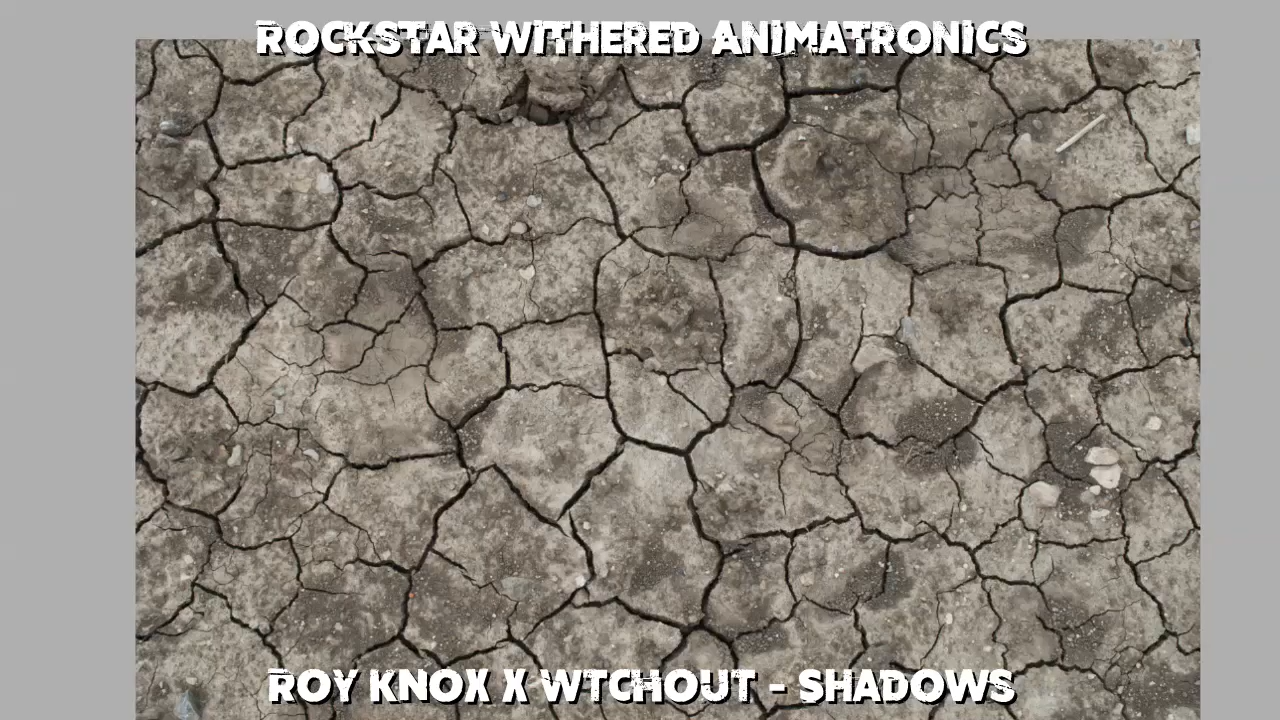 ROCKSTAR WITHERED ANIMATRONICS
ROY KNOX X WTCHOUT - SHADOWS